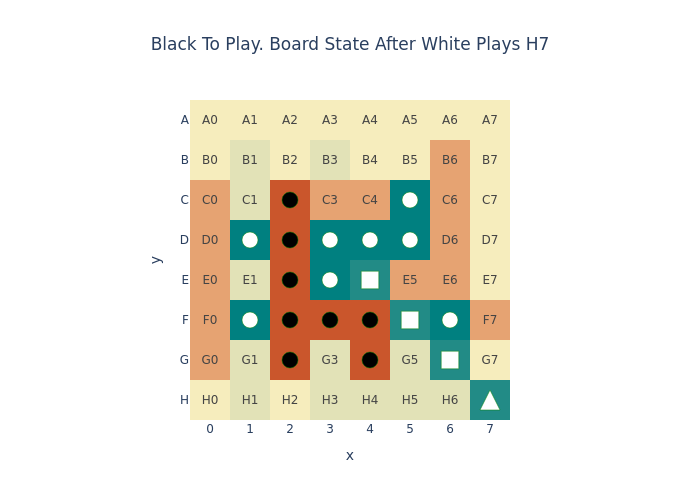 Black To Play. Board State After White Plays H7
A A0 A1 A2 A3 A4 A5 A6 A7
B B0 B1 B2 B3 B4 B5 B6 B7
C C0 C1 C3 C4 C6 C7
D D0 D6 D7
E E0 E1 E5 E6 E7
F F0 F7
G G0 G1 G3 G5 G7
H H0 H1 H2 H3 H4 H5 H6
0 1 2 3 4 5 6 7
x
y